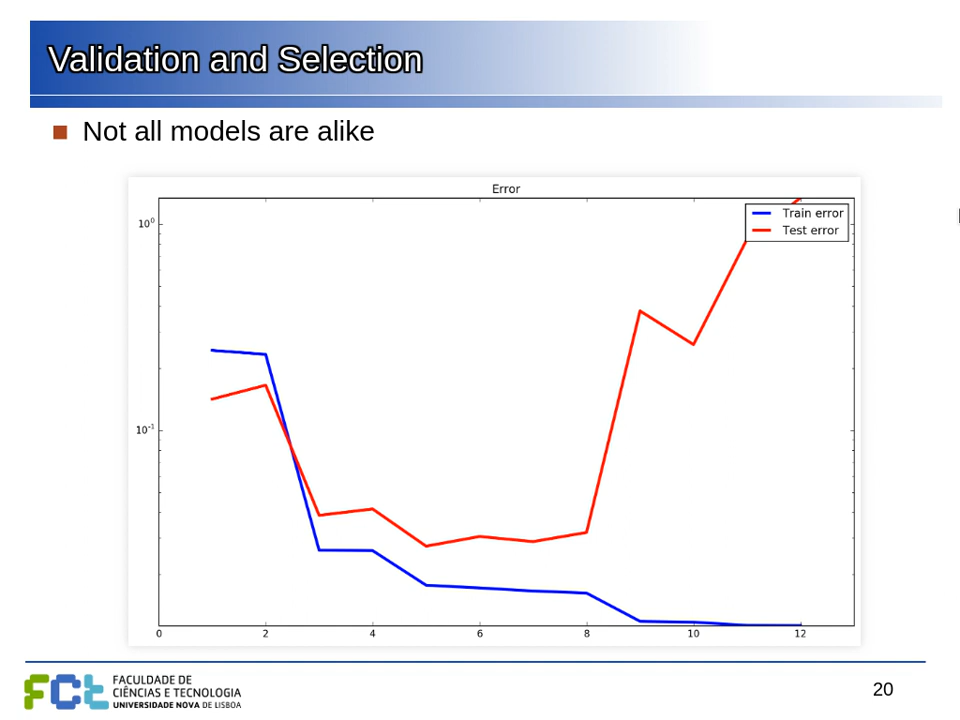 Validation and Selection
Not all models are alike
Error
Train error
Test error
10⁰
10⁻¹
0 2 4 6 8 10 12
FACULDADE DE
CIÊNCIAS E TECNOLOGIA
UNIVERSIDADE NOVA DE LISBOA
20